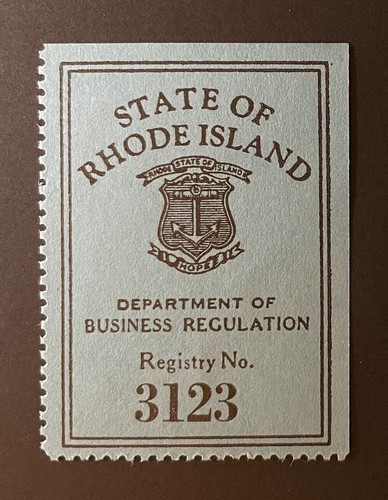 STATE OF
RHODE ISLAND
RHODE STATE OF ISLAND
HOPE
DEPARTMENT OF
BUSINESS REGULATION
Registry No.
3123